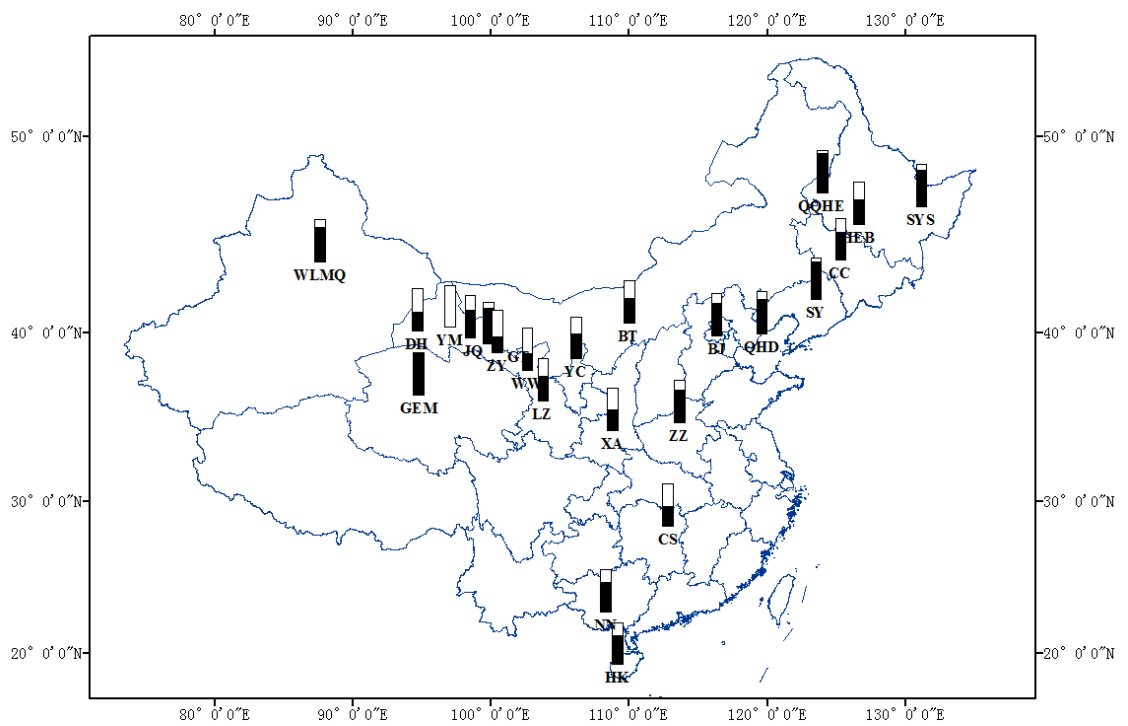 80° 0'0"E 90° 0'0"E 100° 0'0"E 110° 0'0"E 120° 0'0"E 130° 0'0"E
50° 0'0"N 50° 0'0"N
QQHE
SYS
HEB
WLMQ
CC
SY
40° 0'0"N 40° 0'0"N
YM
BT
DH
JQ
BJ
QHD
GT
ZY
YC
WW
GEM
LZ
ZZ
XA
30° 0'0"N 30° 0'0"N
CS
NN
20° 0'0"N 20° 0'0"N
HK
80° 0'0"E 90° 0'0"E 100° 0'0"E 110° 0'0"E 120° 0'0"E 130° 0'0"E